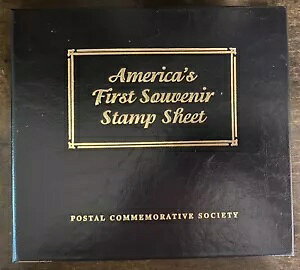 America's
First Souvenir
Stamp Sheet
POSTAL COMMEMORATIVE SOCIETY